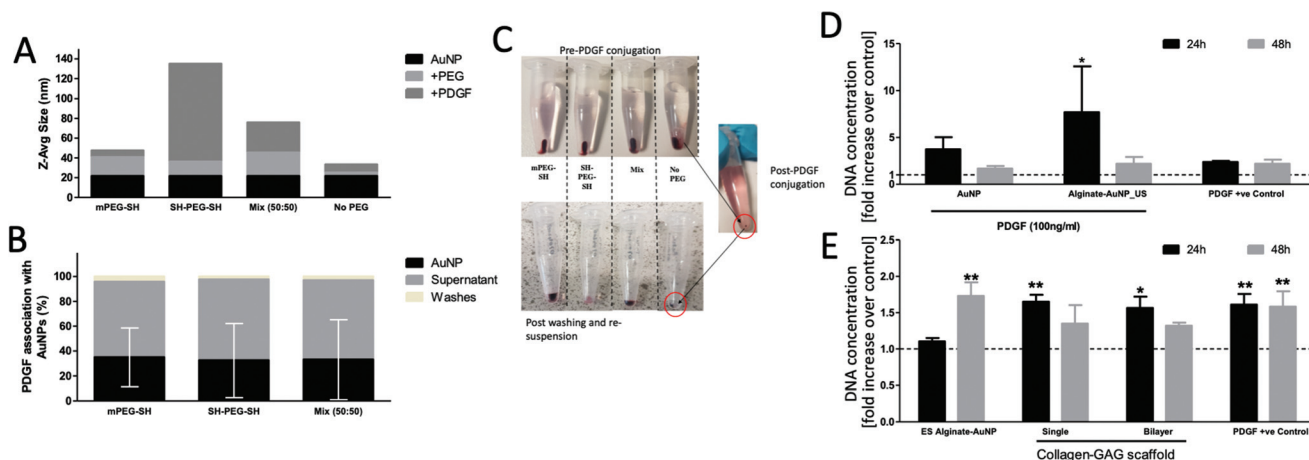 A
Z-Avg Size (nm)
140
120
100
80
60
40
20
0
mPEG-SH
SH-PEG-SH
Mix (50:50)
No PEG
AuNP
+PEG
+PDGF
B
PDGF association with
AuNPs (%)
100
80
60
40
20
0
mPEG-SH
SH-PEG-SH
Mix (50:50)
AuNP
Supernatant
Washes
C
Pre-PDGF conjugation
mPEG-
SH
SH-
PEG-
SH
Mix
No
PEG
Post-PDGF
conjugation
Post washing and re-
suspension
D
DNA concentration
[fold increase over control]
15
10
5
1
24h
48h
*
AuNP
Alginate-AuNP_US
PDGF +ve Control
PDGF (100ng/ml)
E
DNA concentration
[fold increase over control]
2.5
2.0
1.5
1.0
0.5
0.0
24h
48h
**
**
*
**
**
ES Alginate-AuNP
Single
Bilayer
PDGF +ve Control
Collagen-GAG scaffold